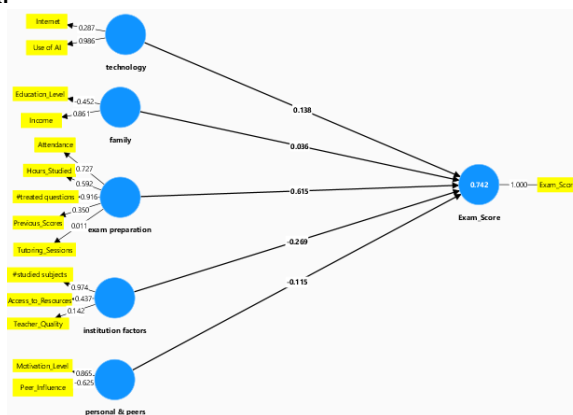 Internet
0.287
Use of AI
0.986
technology
0.138
Education_Level
-0.452
Income
0.861
family
0.036
Attendance
0.727
Hours_Studied
0.592
#treated questions
0.916
Previous_Scores
0.350
Tutoring_Sessions
0.011
exam preparation
0.615
0.742
1.000
Exam_Scor
Exam_Score
#studied subjects
0.974
Access_to_Resources
0.437
Teacher_Quality
0.142
institution factors
-0.269
Motivation_Level
0.865
Peer_Influence
-0.625
personal & peers
-0.115